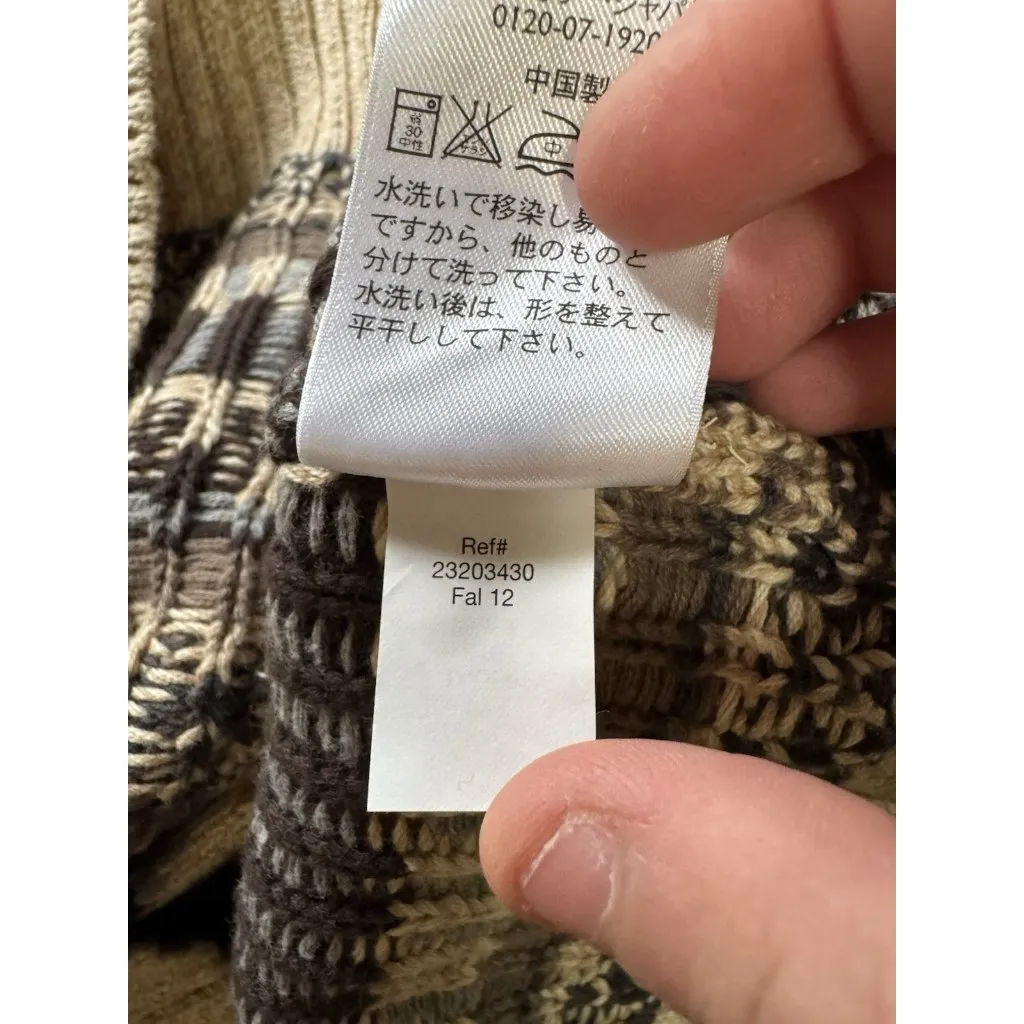 0120-07-1920
中国製
弱
30
中性
中
水洗いで移染し易
ですから、他のものと
分けて洗って下さい。
水洗い後は、形を整えて
平干しして下さい。
Ref#
23203430
Fal 12